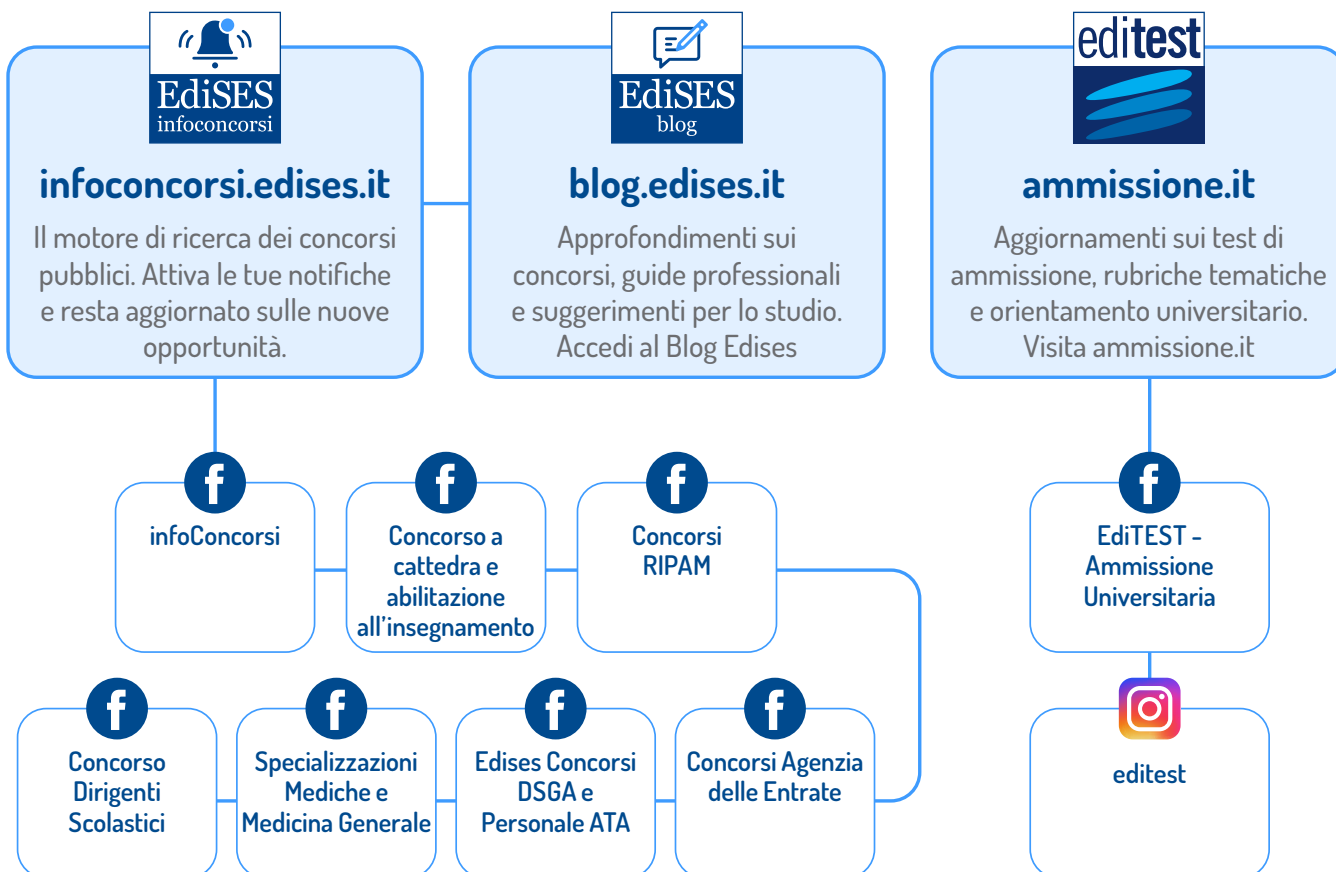 EdiSES
infoconcorsi
infoconcorsi.edises.it
Il motore di ricerca dei concorsi
pubblici. Attiva le tue notifiche
e resta aggiornato sulle nuove
opportunità.
EdiSES
blog
blog.edises.it
Approfondimenti sui
concorsi, guide professionali
e suggerimenti per lo studio.
Accedi al Blog Edises
editest
ammissione.it
Aggiornamenti sui test di
ammissione, rubriche tematiche
e orientamento universitario.
Visita ammissione.it
infoConcorsi
Concorso a
cattedra e
abilitazione
all’insegnamento
Concorsi
RIPAM
EdiTEST -
Ammissione
Universitaria
Concorso
Dirigenti
Scolastici
Specializzazioni
Mediche e
Medicina Generale
Edises Concorsi
DSGA e
Personale ATA
Concorsi Agenzia
delle Entrate
editest